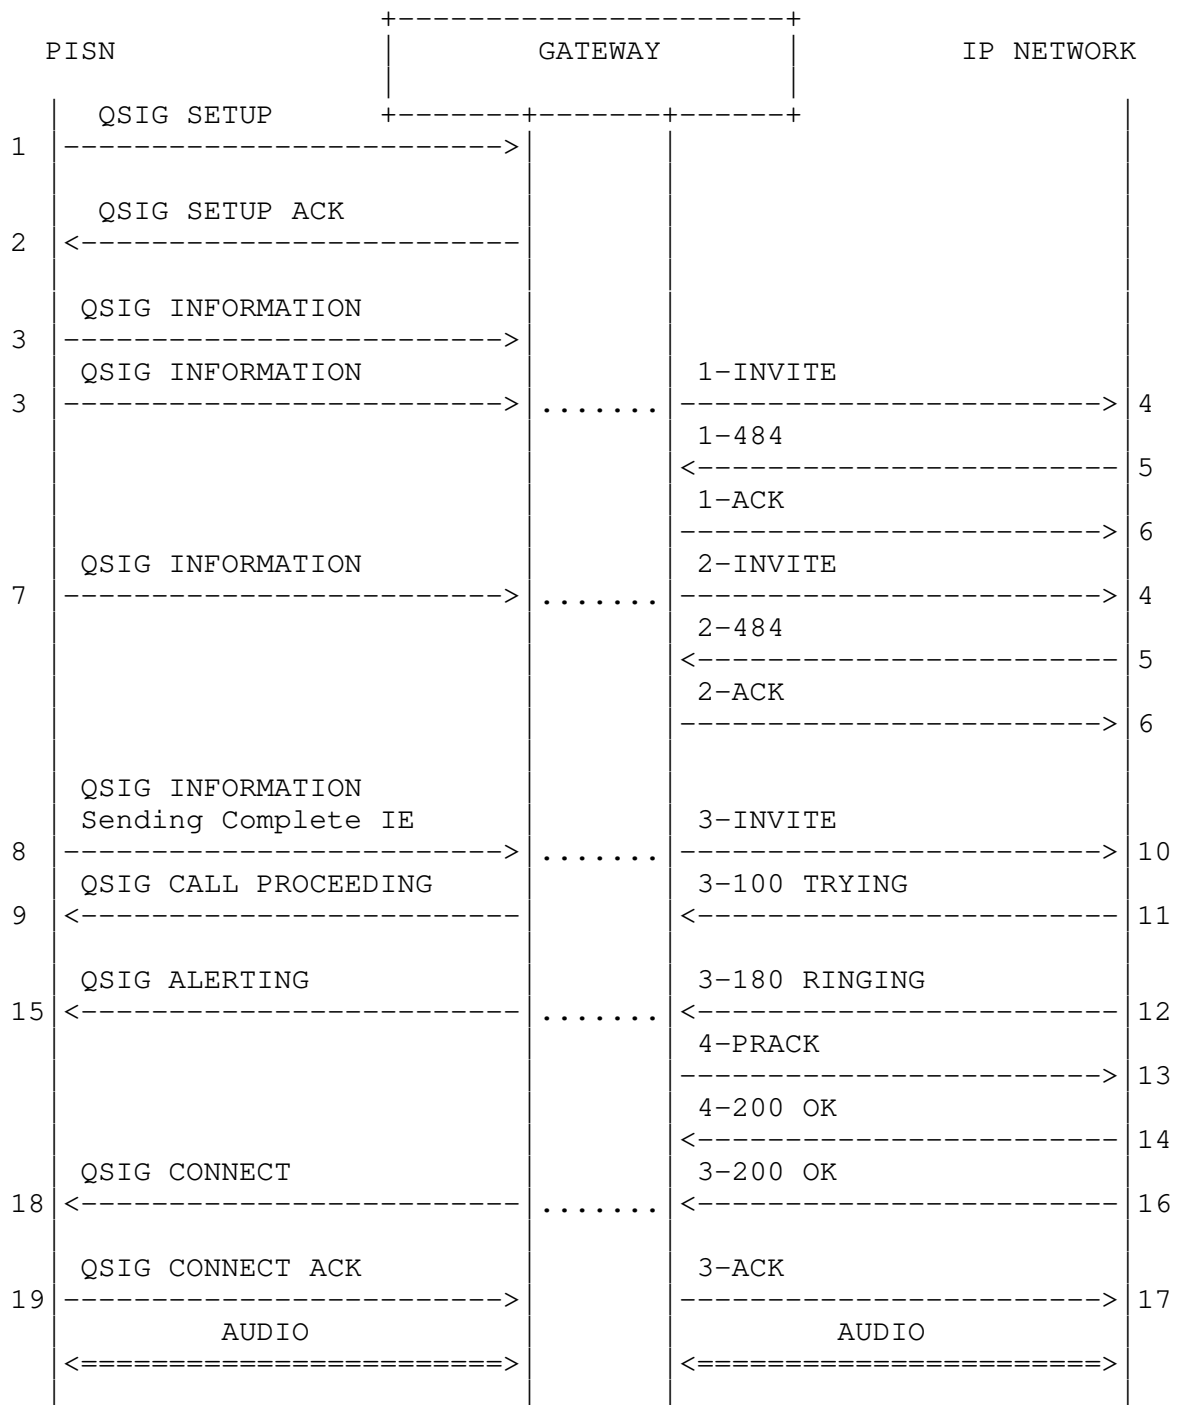 PISN GATEWAY IP NETWORK
QSIG SETUP
1
QSIG SETUP ACK
2
QSIG INFORMATION
3
QSIG INFORMATION 1-INVITE
3 ....... 4
1-484
5
1-ACK
6
QSIG INFORMATION 2-INVITE
7 ....... 4
2-484
5
2-ACK
6
QSIG INFORMATION
Sending Complete IE 3-INVITE
8 ....... 10
QSIG CALL PROCEEDING 3-100 TRYING
9 11
QSIG ALERTING 3-180 RINGING
15 ....... 12
4-PRACK
13
4-200 OK
14
QSIG CONNECT 3-200 OK
18 ....... 16
QSIG CONNECT ACK 3-ACK
19 17
AUDIO AUDIO